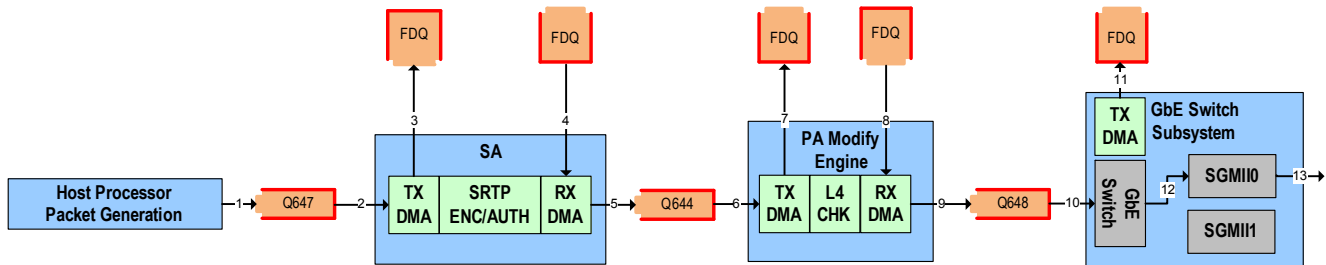 FDQ
FDQ
FDQ
FDQ
FDQ
3
4
7
8
11
SA
PA Modify
Engine
TX
DMA
GbE Switch
Subsystem
Host Processor
Packet Generation
1
Q647
2
TX
DMA
SRTP
ENC/AUTH
RX
DMA
5
Q644
6
TX
DMA
L4
CHK
RX
DMA
9
Q648
10
GbE
Switch
12
SGMII0
13
SGMII1